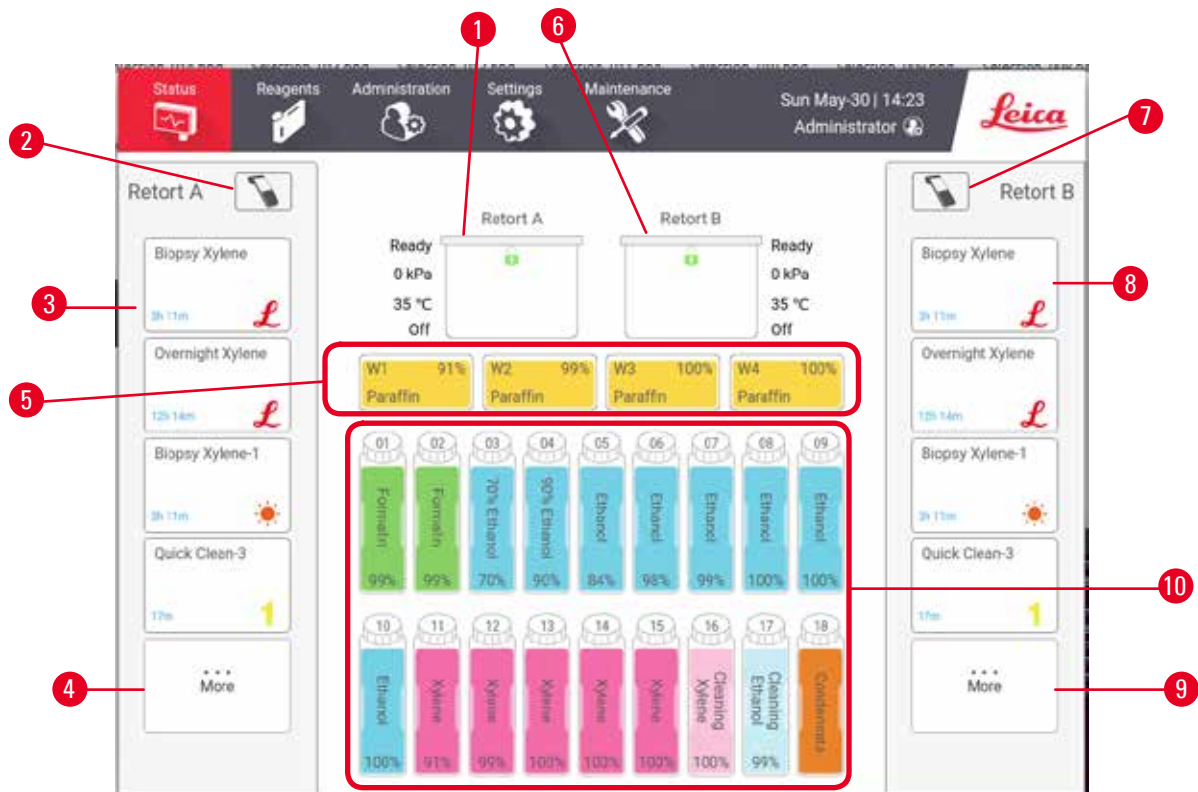 1
6
Status
Reagents
Administration
Settings
Maintenance
Sun May-30 | 14:23
Administrator
Leica
2
7
Retort A
Retort B
Retort A
Retort B
Ready
0 kPa
35 °C
Off
Ready
0 kPa
35 °C
Off
3
Biopsy Xylene
3h 11m
L
Overnight Xylene
12h 14m
L
Biopsy Xylene-1
3h 11m
Quick Clean-3
17m
1
4
More
8
Biopsy Xylene
3h 11m
L
Overnight Xylene
12h 14m
L
Biopsy Xylene-1
3h 11m
Quick Clean-3
17m
1
9
More
5
W1 91%
Paraffin
W2 99%
Paraffin
W3 100%
Paraffin
W4 100%
Paraffin
10
01
Formalin
99%
02
Formalin
99%
03
70% Ethanol
70%
04
90% Ethanol
90%
05
Ethanol
84%
06
Ethanol
98%
07
Ethanol
99%
08
Ethanol
100%
09
Ethanol
100%
10
Ethanol
100%
11
Xylene
91%
12
Xylene
99%
13
Xylene
100%
14
Xylene
100%
15
Xylene
100%
16
Cleaning
Xylene
100%
17
Cleaning
Ethanol
99%
18
Condensate